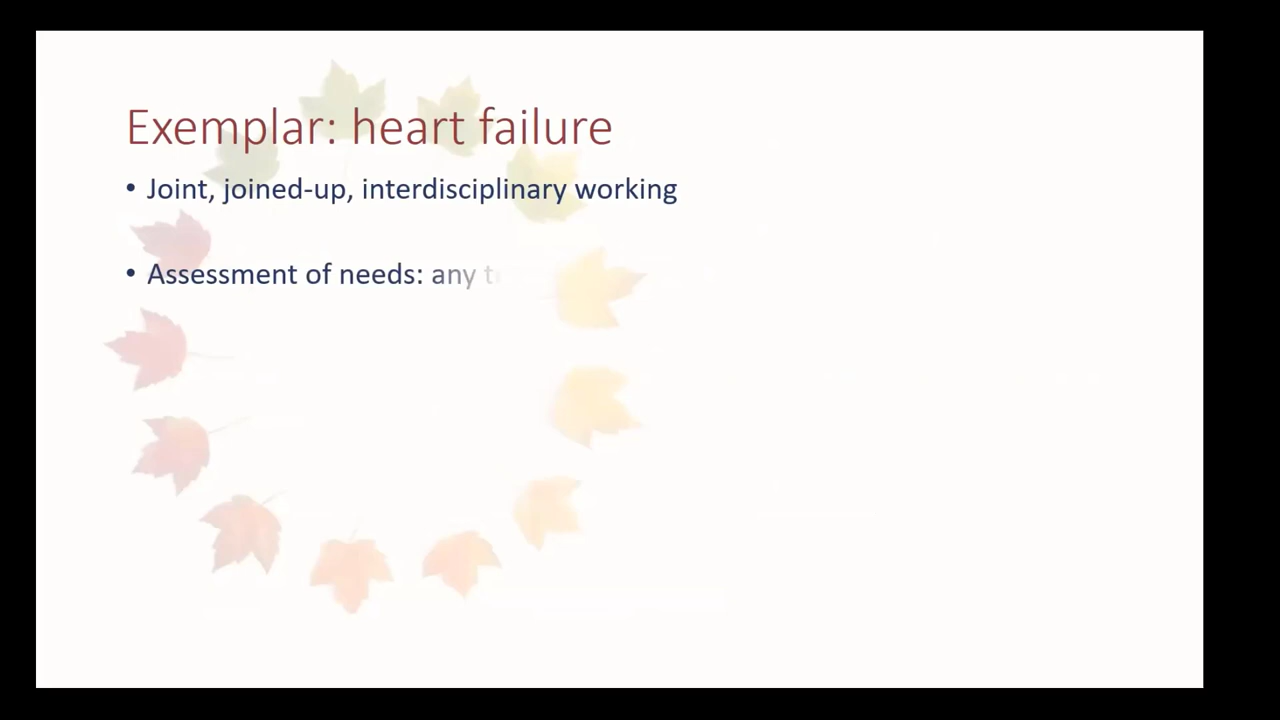 Exemplar: heart failure
• Joint, joined-up, interdisciplinary working
• Assessment of needs: any